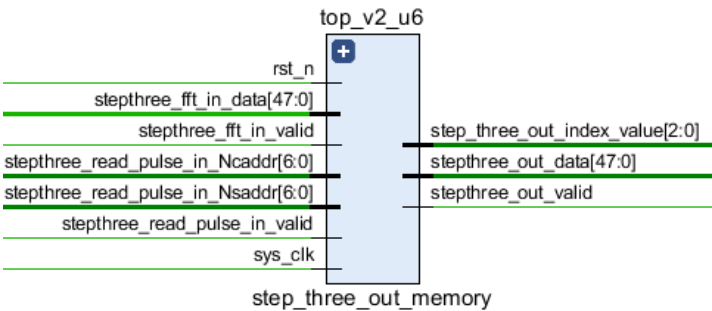 top_v2_u6
rst_n
stepthree_fft_in_data[47:0]
stepthree_fft_in_valid
stepthree_read_pulse_in_Ncaddr[6:0]
stepthree_read_pulse_in_Nsaddr[6:0]
stepthree_read_pulse_in_valid
sys_clk
step_three_out_index_value[2:0]
stepthree_out_data[47:0]
stepthree_out_valid
step_three_out_memory